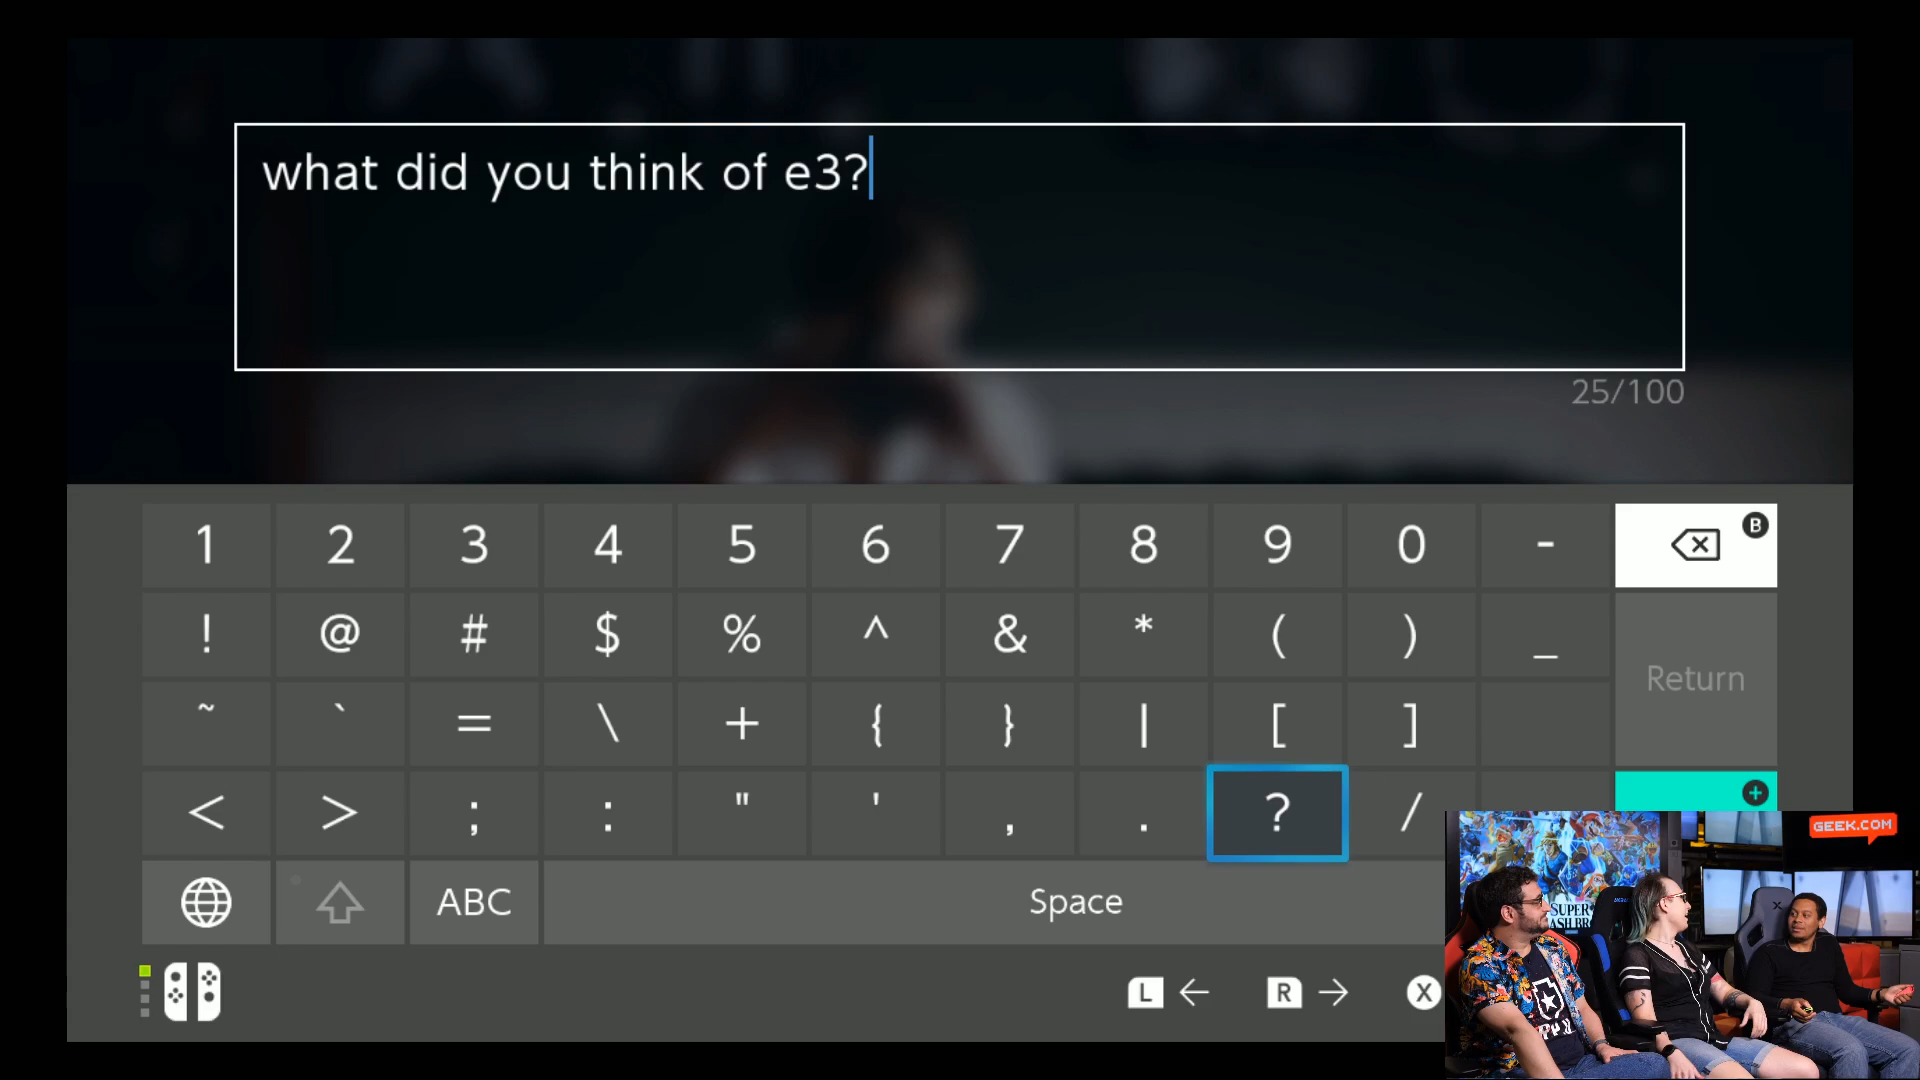 what did you think of e3?
25/100
1 2 3 4 5 6 7 8 9 0 - B
! @ # $ % ^ & * ( ) _
Return
~ ` = \ + { } | [ ]
< > ; : " ' , . ? / +
ABC Space
L ← R → X
GEEK.COM
SUPER